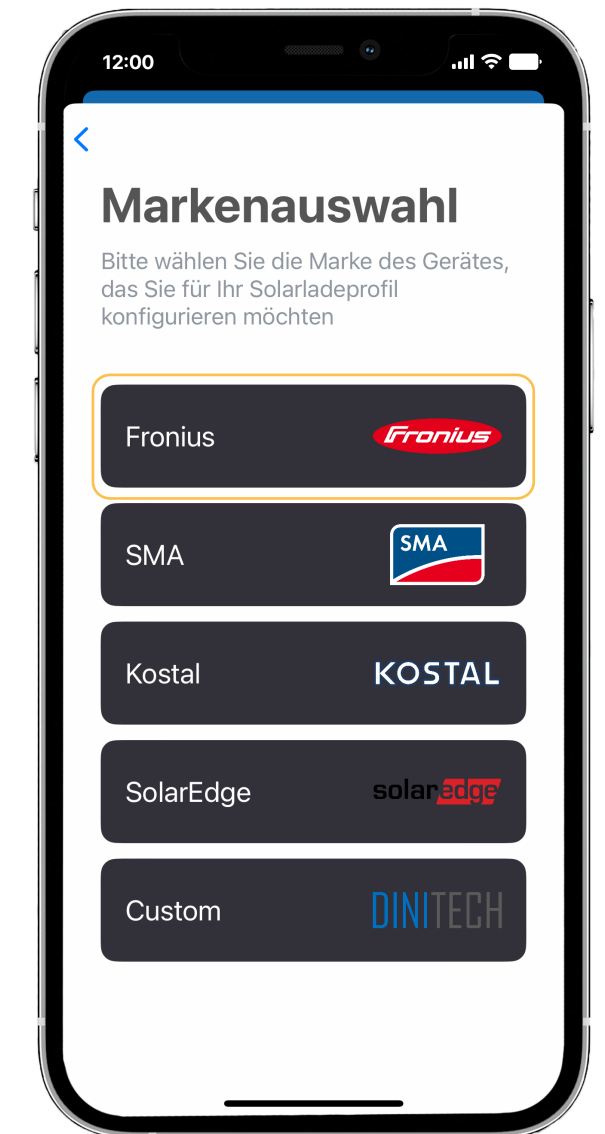 12:00
Markenauswahl
Bitte wählen Sie die Marke des Gerätes,
das Sie für Ihr Solarladeprofil
konfigurieren möchten
Fronius Fronius
SMA SMA
Kostal KOSTAL
SolarEdge solaredge
Custom DINITECH